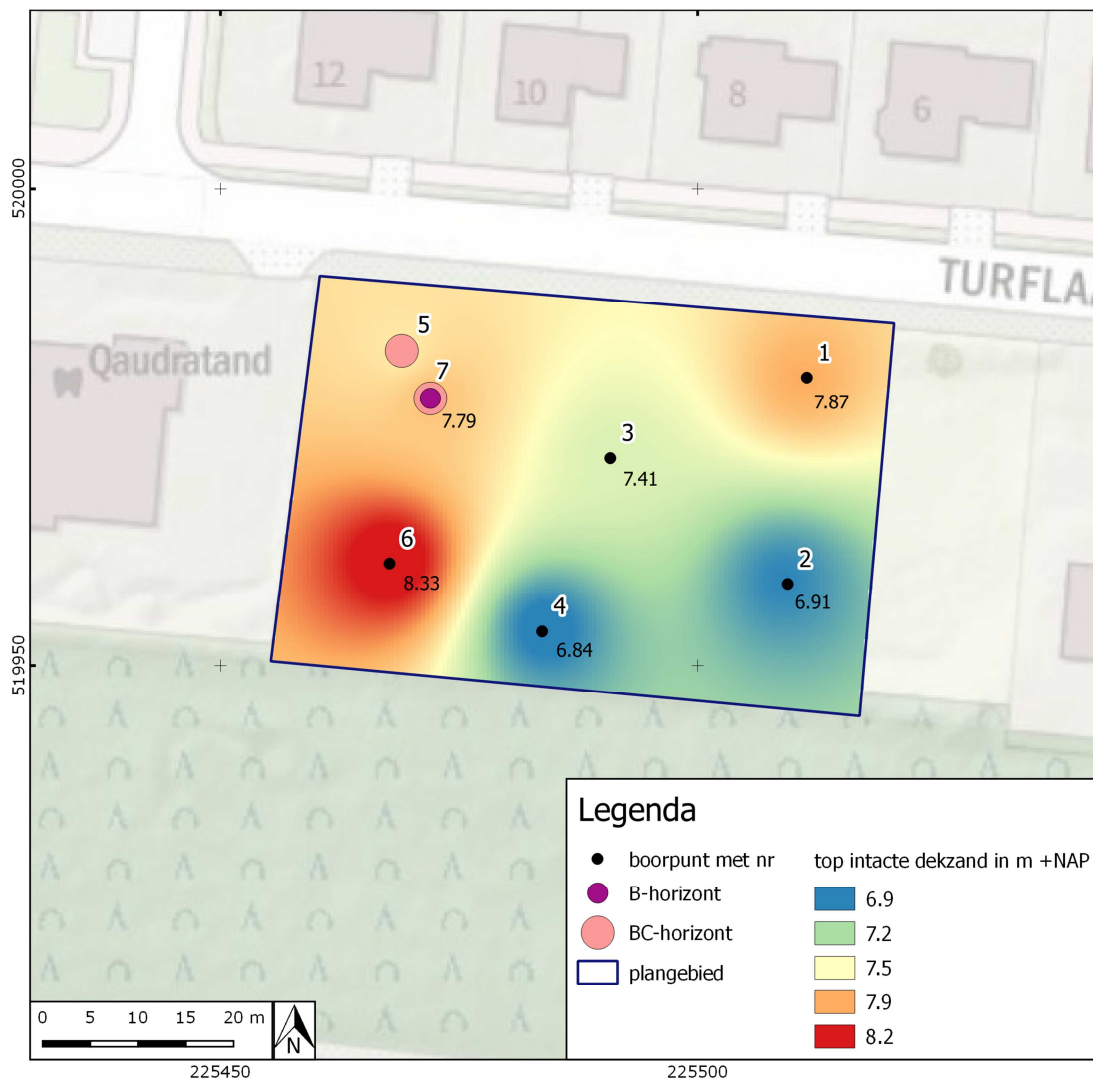 12
10
8
6
520000
TURFLAA
5
1
Qaudratand
7
7.87
7.79
3
7.41
6
2
8.33
4
6.91
6.84
519950
Legenda
boorpunt met nr
B-horizont
BC-horizont
plangebied
top intacte dekzand in m +NAP
6.9
7.2
7.5
7.9
8.2
0 5 10 15 20 m
N
225450
225500